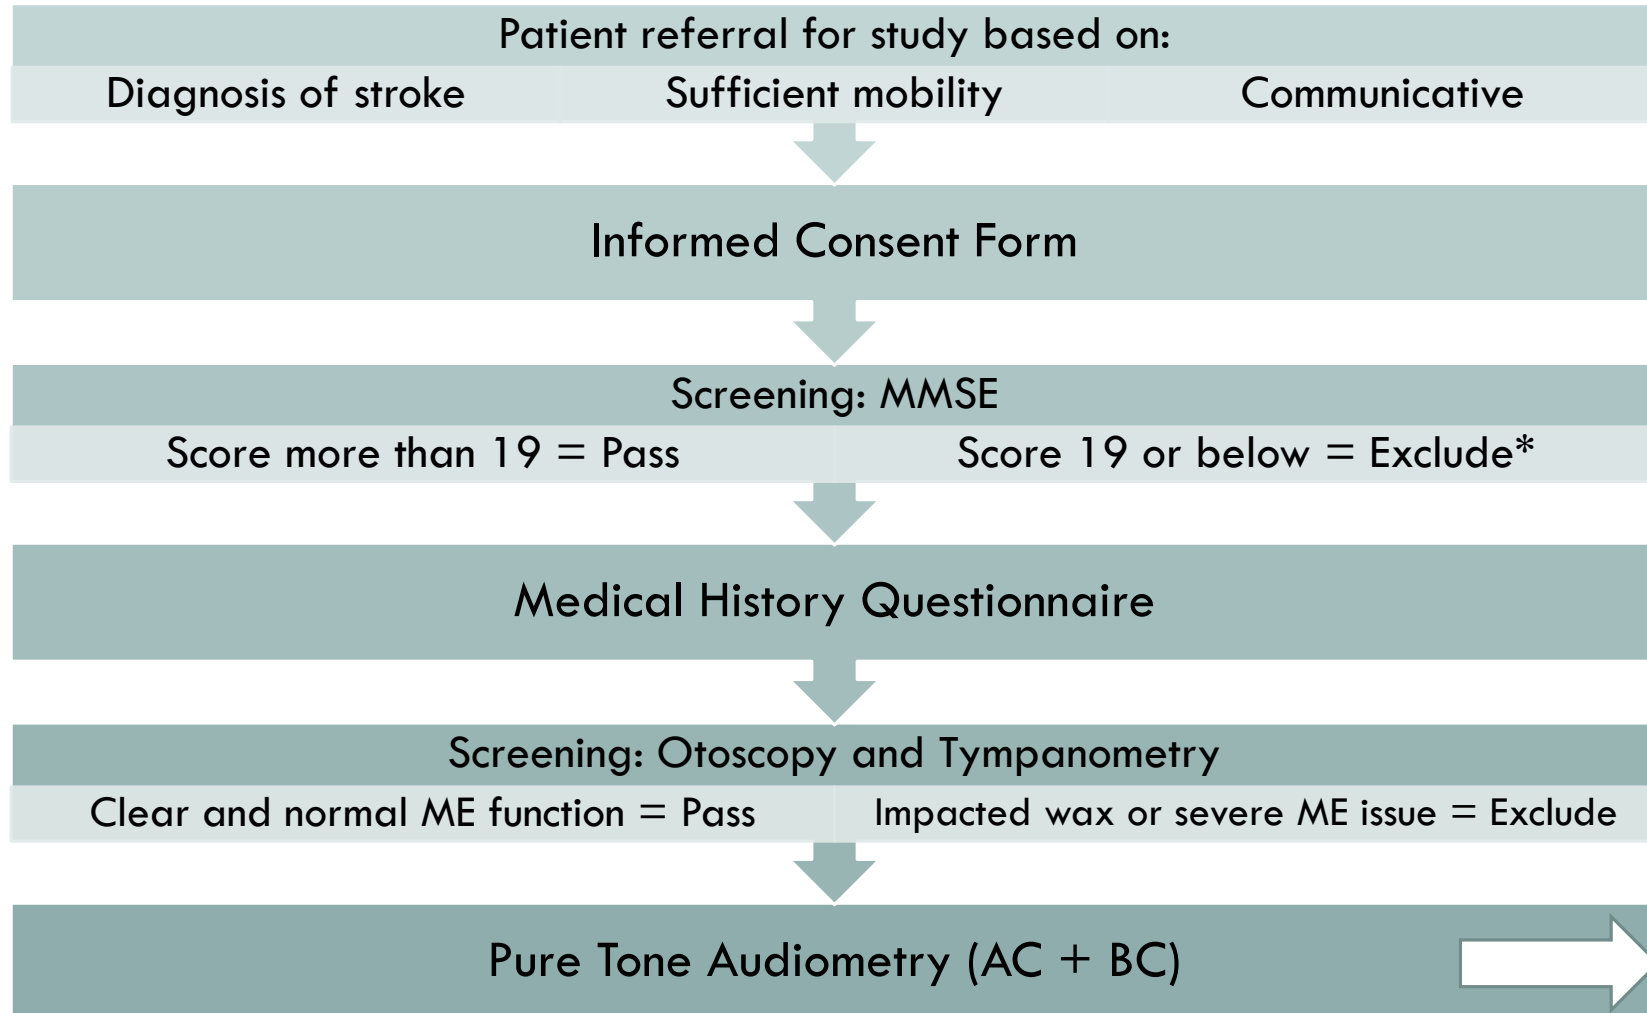 Patient referral for study based on:
Diagnosis of stroke Sufficient mobility Communicative
Informed Consent Form
Screening: MMSE
Score more than 19 = Pass Score 19 or below = Exclude*
Medical History Questionnaire
Screening: Otoscopy and Tympanometry
Clear and normal ME function = Pass Impacted wax or severe ME issue = Exclude
Pure Tone Audiometry (AC + BC)